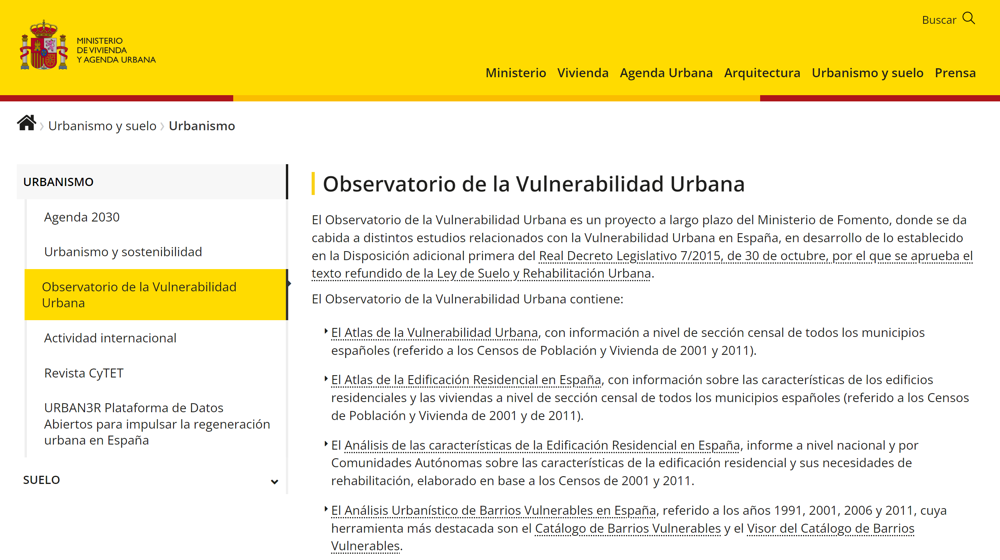 Buscar
MINISTERIO
DE VIVIENDA
Y AGENDA URBANA
Ministerio Vivienda Agenda Urbana Arquitectura Urbanismo y suelo Prensa
Urbanismo y suelo › Urbanismo
URBANISMO
Agenda 2030
Urbanismo y sostenibilidad
Observatorio de la Vulnerabilidad
Urbana
Actividad internacional
Revista CyTET
URBAN3R Plataforma de Datos
Abiertos para impulsar la regeneración
urbana en España
SUELO
Observatorio de la Vulnerabilidad Urbana
El Observatorio de la Vulnerabilidad Urbana es un proyecto a largo plazo del Ministerio de Fomento, donde se da
cabida a distintos estudios relacionados con la Vulnerabilidad Urbana en España, en desarrollo de lo establecido
en la Disposición adicional primera del Real Decreto Legislativo 7/2015, de 30 de octubre, por el que se aprueba el
texto refundido de la Ley de Suelo y Rehabilitación Urbana.
El Observatorio de la Vulnerabilidad Urbana contiene:
El Atlas de la Vulnerabilidad Urbana, con información a nivel de sección censal de todos los municipios
españoles (referido a los Censos de Población y Vivienda de 2001 y 2011).
El Atlas de la Edificación Residencial en España, con información sobre las características de los edificios
residenciales y las viviendas a nivel de sección censal de todos los municipios españoles (referido a los Censos
de Población y Vivienda de 2001 y de 2011).
El Análisis de las características de la Edificación Residencial en España, informe a nivel nacional y por
Comunidades Autónomas sobre las características de la edificación residencial y sus necesidades de
rehabilitación, elaborado en base a los Censos de 2001 y 2011.
El Análisis Urbanístico de Barrios Vulnerables en España, referido a los años 1991, 2001, 2006 y 2011, cuya
herramienta más destacada son el Catálogo de Barrios Vulnerables y el Visor del Catálogo de Barrios
Vulnerables.